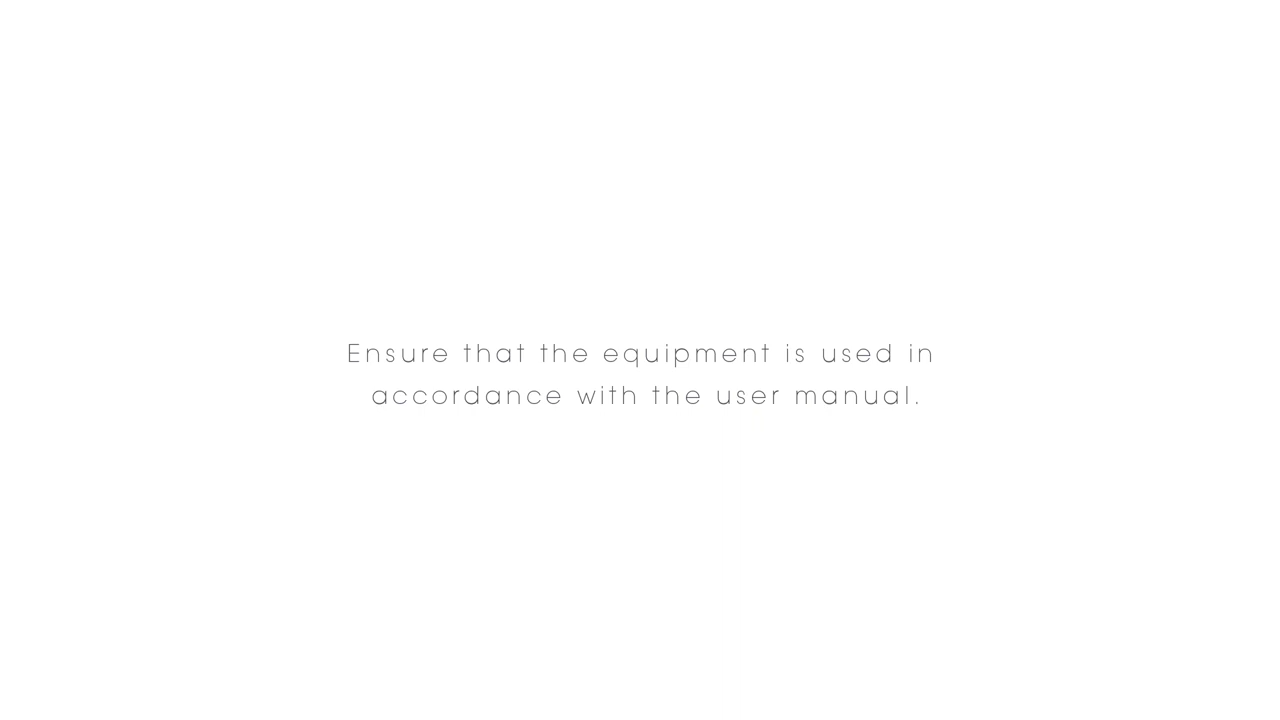 Ensure that the equipment is used in
accordance with the user manual.